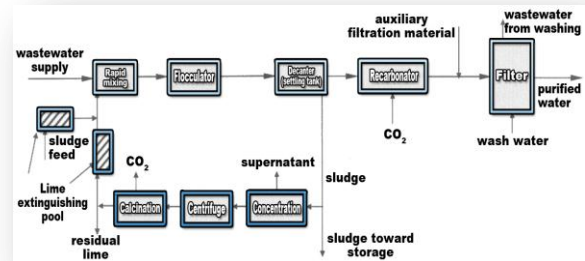 auxiliary
filtration material
wastewater
from washing
wastewater
supply
Rapid
mixing
Flocculator
Decanter
(settling tank)
Recarbonator
Filter
purified
water
sludge
feed
CO₂
wash water
CO₂
supernatant
sludge
Lime
extinguishing
pool
Calcination
Centrifuge
Concentration
residual
lime
sludge toward
storage